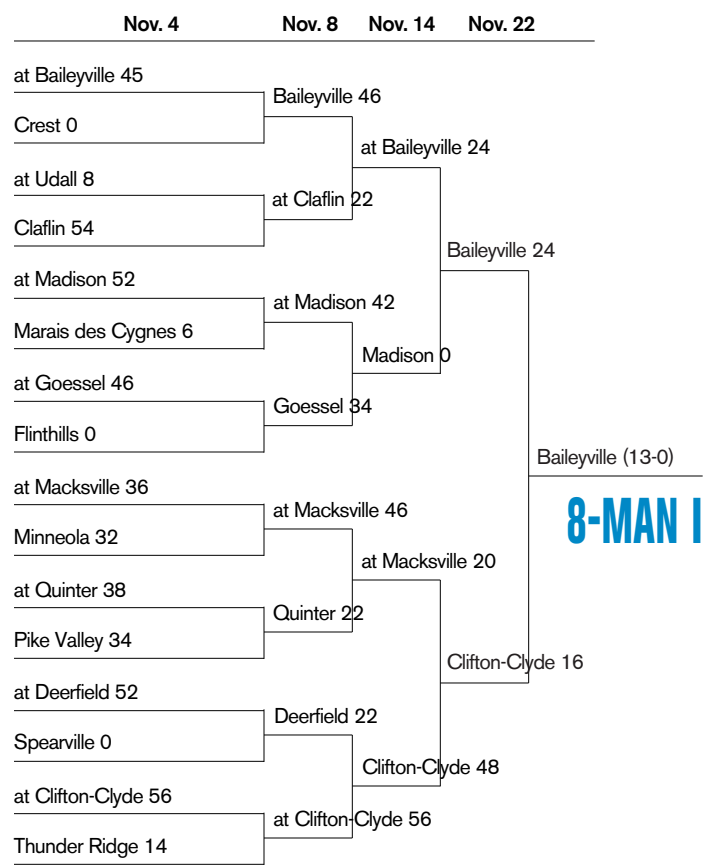 Nov. 4 Nov. 8 Nov. 14 Nov. 22
at Baileyville 45
Crest 0
at Udall 8
Claflin 54
at Madison 52
Marais des Cygnes 6
at Goessel 46
Flinthills 0
at Macksville 36
Minneola 32
at Quinter 38
Pike Valley 34
at Deerfield 52
Spearville 0
at Clifton-Clyde 56
Thunder Ridge 14
Baileyville 46
at Claflin 22
at Madison 42
Goessel 34
at Macksville 46
Quinter 22
Deerfield 22
at Clifton-Clyde 56
at Baileyville 24
Madison 0
at Macksville 20
Clifton-Clyde 48
Baileyville 24
Clifton-Clyde 16
Baileyville (13-0)
8-MAN I